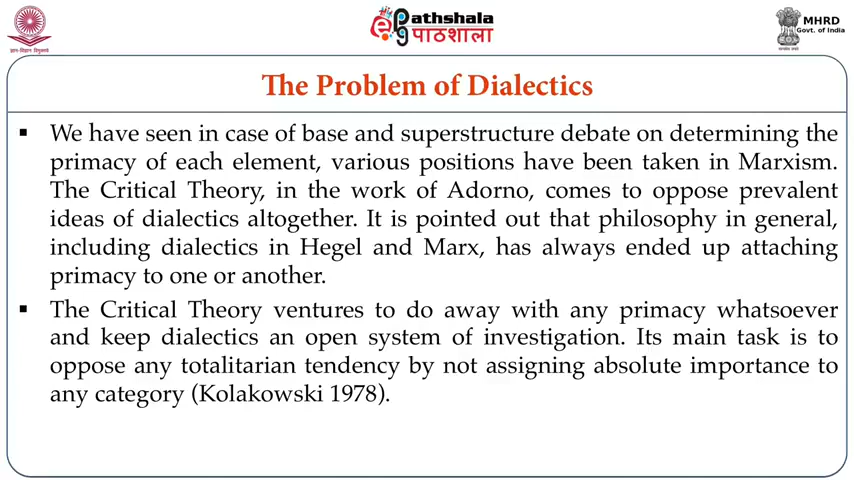 ePathshala
पाठशाला
MHRD
Govt. of India
The Problem of Dialectics
▪ We have seen in case of base and superstructure debate on determining the
primacy of each element, various positions have been taken in Marxism.
The Critical Theory, in the work of Adorno, comes to oppose prevalent
ideas of dialectics altogether. It is pointed out that philosophy in general,
including dialectics in Hegel and Marx, has always ended up attaching
primacy to one or another.
▪ The Critical Theory ventures to do away with any primacy whatsoever
and keep dialectics an open system of investigation. Its main task is to
oppose any totalitarian tendency by not assigning absolute importance to
any category (Kolakowski 1978).